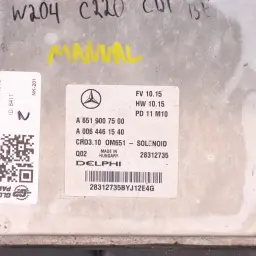 W204 C220 CDI
MANUAL
FV 10.15
HW 10.15
PD 11 M10
A 651 900 75 00
A 006 446 15 40
CRD3.10 OM651 - SOLENOID
Q02 MADE IN HUNGARY 28312735
DELPHI
28312735BYJ12E4G